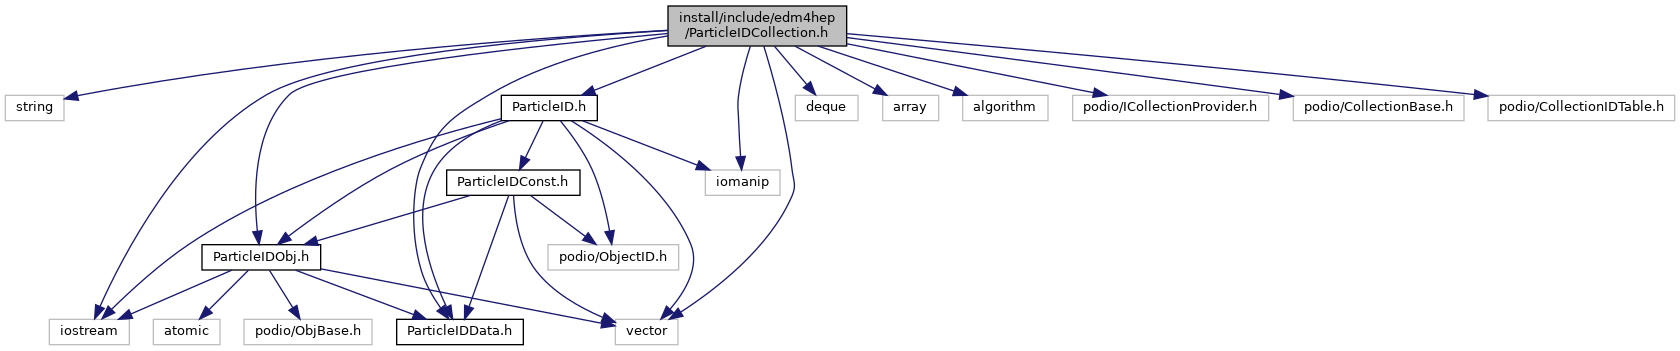 install/include/edm4hep
/ParticleIDCollection.h
string
ParticleID.h
deque
array
algorithm
podio/ICollectionProvider.h
podio/CollectionBase.h
podio/CollectionIDTable.h
ParticleIDConst.h
iomanip
ParticleIDObj.h
podio/ObjectID.h
iostream
atomic
podio/ObjBase.h
ParticleIDData.h
vector